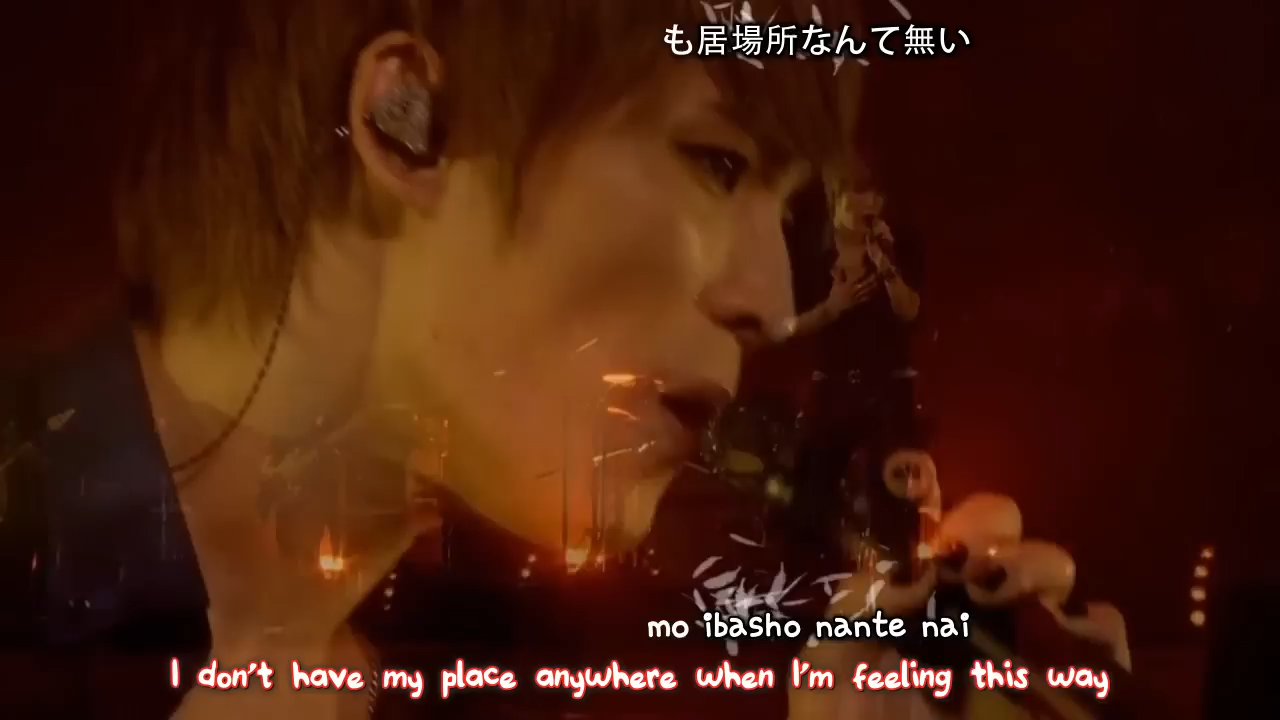 も居場所なんて無い
mo ibasho nante nai
I don't have my place anywhere when I'm feeling this way